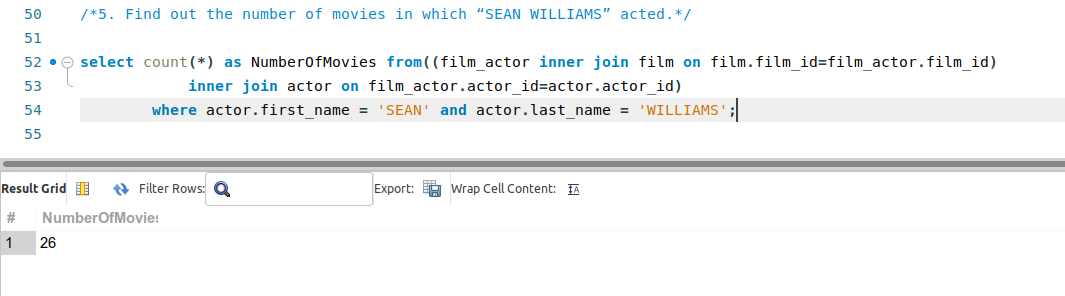 50 /*5. Find out the number of movies in which “SEAN WILLIAMS” acted.*/
51
52 select count(*) as NumberOfMovies from((film_actor inner join film on film.film_id=film_actor.film_id)
53 inner join actor on film_actor.actor_id=actor.actor_id)
54 where actor.first_name = 'SEAN' and actor.last_name = 'WILLIAMS';
55
Result Grid Filter Rows: Export: Wrap Cell Content:
# NumberOfMovies
1 26